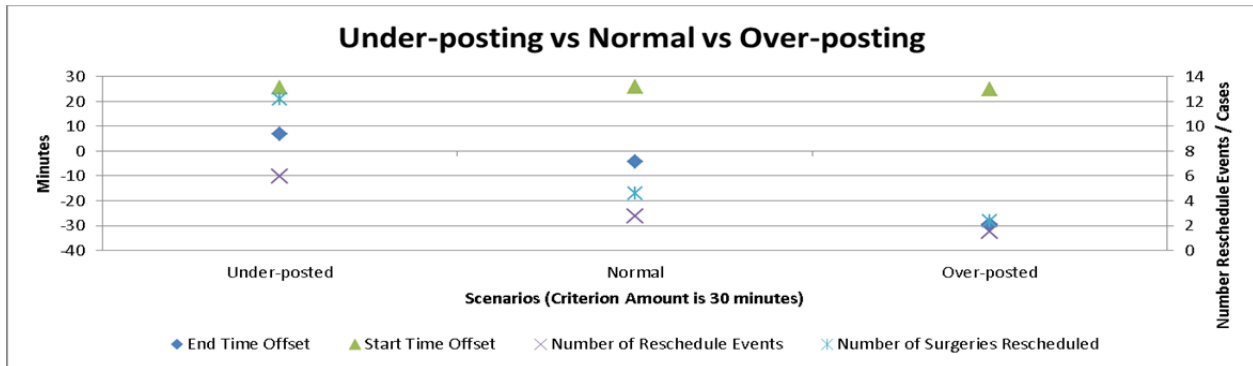 Under-posting vs Normal vs Over-posting
Minutes
30
20
10
0
-10
-20
-30
-40
14
12
10
8
6
4
2
0
Number Reschedule Events / Cases
Under-posted Normal Over-posted
Scenarios (Criterion Amount is 30 minutes)
End Time Offset Start Time Offset Number of Reschedule Events Number of Surgeries Rescheduled